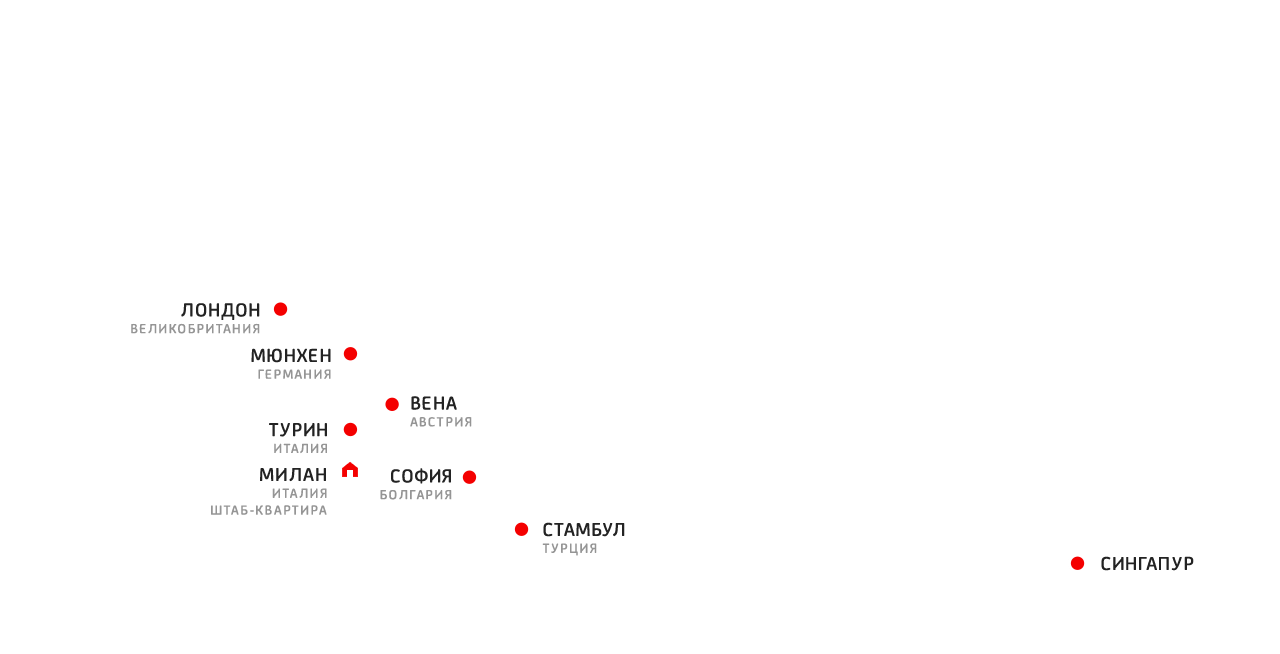 ЛОНДОН
ВЕЛИКОБРИТАНИЯ
МЮНХЕН
ГЕРМАНИЯ
ВЕНА
АВСТРИЯ
ТУРИН
ИТАЛИЯ
МИЛАН
ИТАЛИЯ
ШТАБ-КВАРТИРА
СОФИЯ
БОЛГАРИЯ
СТАМБУЛ
ТУРЦИЯ
СИНГАПУР